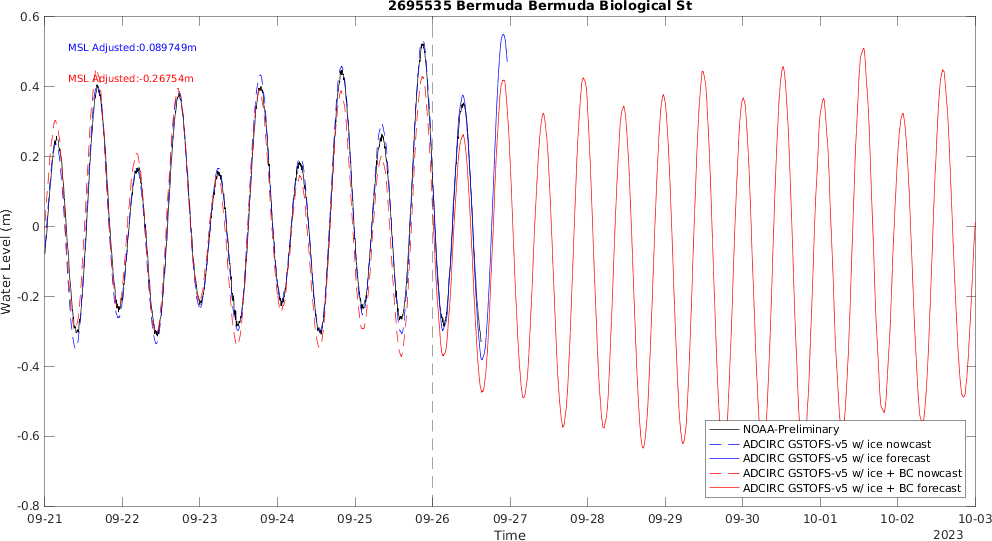 2695535 Bermuda Bermuda Biological St
0.6
MSL Adjusted:0.089749m
MSL Adjusted:-0.26754m
0.4
0.2
0
-0.2
-0.4
-0.6
-0.8
Water Level (m)
NOAA-Preliminary
ADCIRC GSTOFS-v5 w/ ice nowcast
ADCIRC GSTOFS-v5 w/ ice forecast
ADCIRC GSTOFS-v5 w/ ice + BC nowcast
ADCIRC GSTOFS-v5 w/ ice + BC forecast
09-21 09-22 09-23 09-24 09-25 09-26 09-27 09-28 09-29 09-30 10-01 10-02 10-03
Time
2023